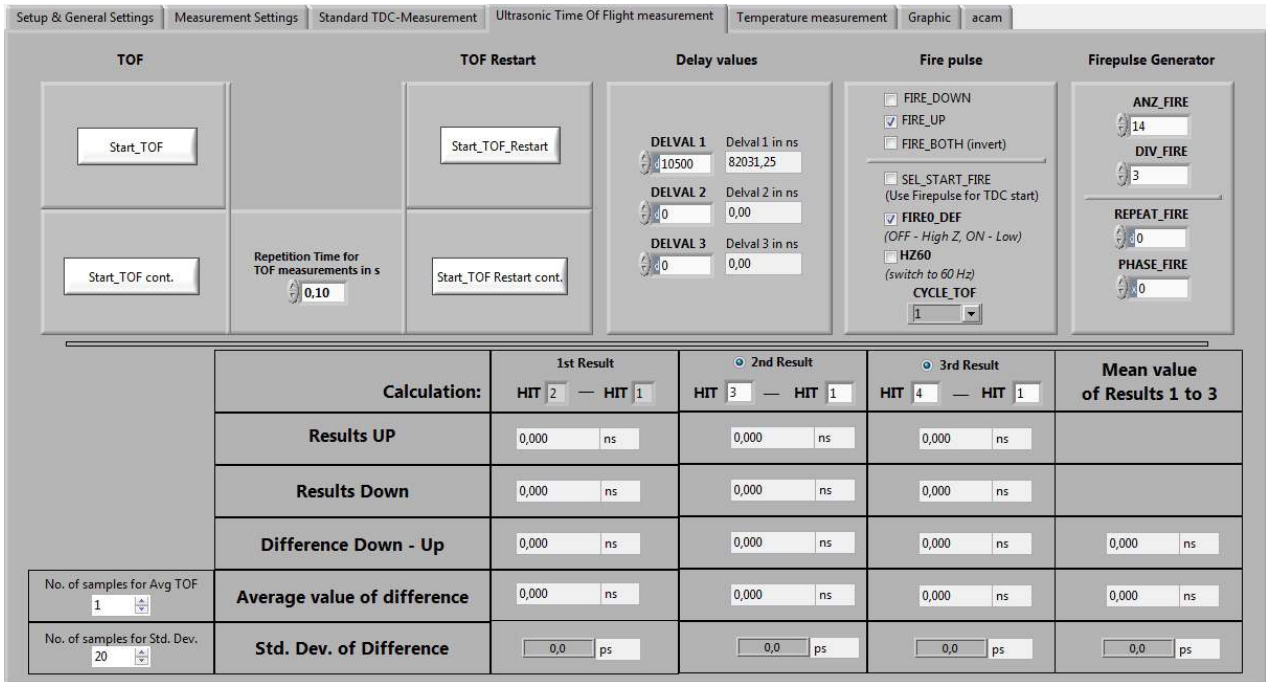 Setup & General Settings Measurement Settings Standard TDC-Measurement Ultrasonic Time Of Flight measurement Temperature measurement Graphic acam
TOF TOF Restart Delay values Fire pulse Firepulse Generator
Start_TOF
Start_TOF cont.
Repetition Time for
TOF measurements in s
0,10
Start_TOF_Restart
Start_TOF Restart cont.
DELVAL 1 Delval 1 in ns
d 10500 82031,25
DELVAL 2 Delval 2 in ns
d 0 0,00
DELVAL 3 Delval 3 in ns
d 0 0,00
FIRE_DOWN
FIRE_UP
FIRE_BOTH (invert)
SEL_START_FIRE
(Use Firepulse for TDC start)
FIRE0_DEF
(OFF - High Z, ON - Low)
HZ60
(switch to 60 Hz)
CYCLE_TOF
1
ANZ_FIRE
14
DIV_FIRE
3
REPEAT_FIRE
d 0
PHASE_FIRE
x 0
Calculation:
1st Result
HIT 2 — HIT 1
2nd Result
HIT 3 — HIT 1
3rd Result
HIT 4 — HIT 1
Mean value
of Results 1 to 3
Results UP 0,000 ns 0,000 ns 0,000 ns
Results Down 0,000 ns 0,000 ns 0,000 ns
Difference Down - Up 0,000 ns 0,000 ns 0,000 ns 0,000 ns
No. of samples for Avg TOF
1
Average value of difference 0,000 ns 0,000 ns 0,000 ns 0,000 ns
No. of samples for Std. Dev.
20
Std. Dev. of Difference 0,0 ps 0,0 ps 0,0 ps 0,0 ps